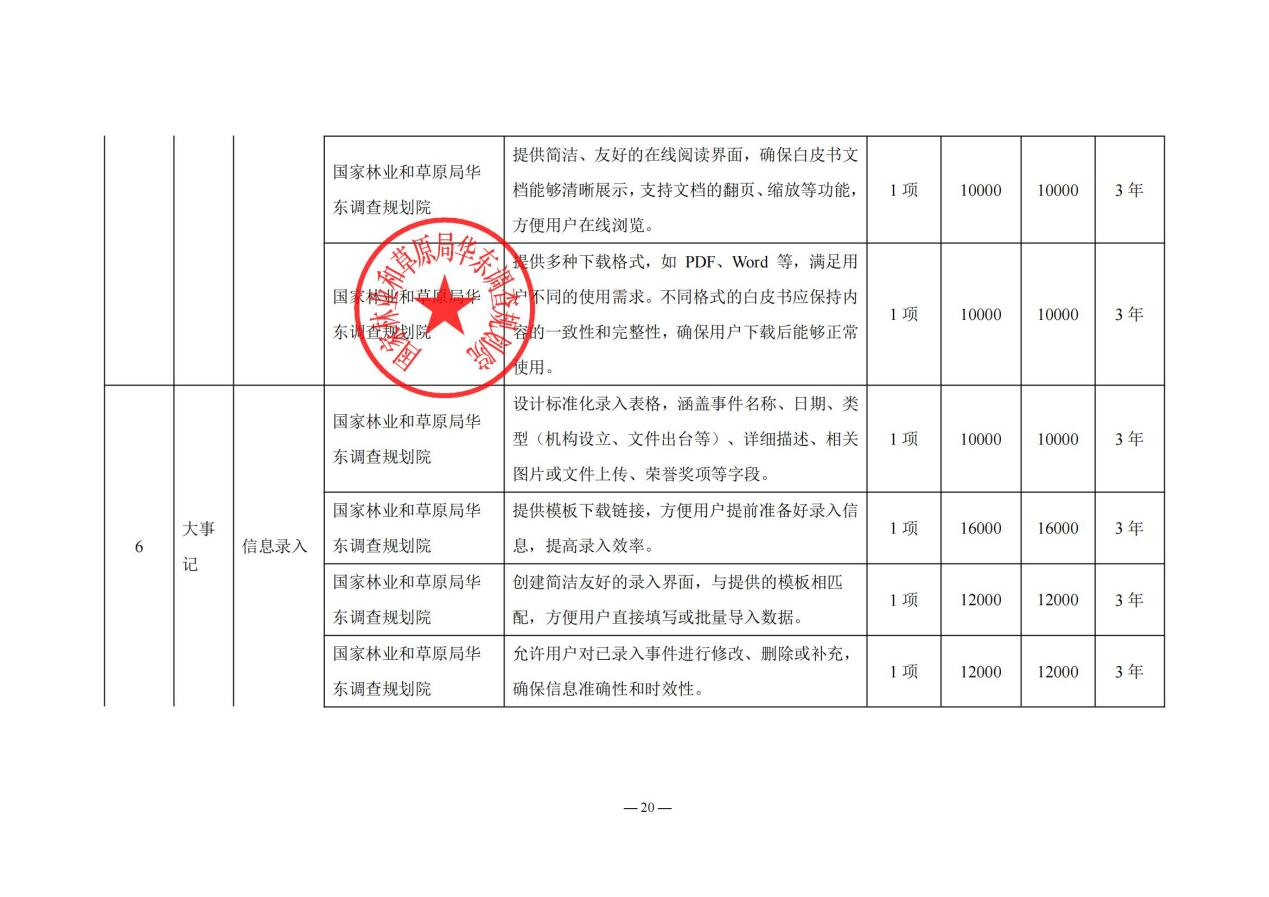 国家林业和草原局华
东调查规划院
提供简洁、友好的在线阅读界面，确保白皮书文
档能够清晰展示，支持文档的翻页、缩放等功能，
方便用户在线浏览。
1 项
10000
10000
3 年
国家林业和草原局华
东调查规划院
提供多种下载格式，如 PDF、Word 等，满足用
户不同的使用需求。不同格式的白皮书应保持内
容的一致性和完整性，确保用户下载后能够正常
使用。
1 项
10000
10000
3 年
国家林业和草原局华东调查规划院
6
大事
记
信息录入
国家林业和草原局华
东调查规划院
设计标准化录入表格，涵盖事件名称、日期、类
型（机构设立、文件出台等）、详细描述、相关
图片或文件上传、荣誉奖项等字段。
1 项
10000
10000
3 年
国家林业和草原局华
东调查规划院
提供模板下载链接，方便用户提前准备好录入信
息，提高录入效率。
1 项
16000
16000
3 年
国家林业和草原局华
东调查规划院
创建简洁友好的录入界面，与提供的模板相匹
配，方便用户直接填写或批量导入数据。
1 项
12000
12000
3 年
国家林业和草原局华
东调查规划院
允许用户对已录入事件进行修改、删除或补充，
确保信息准确性和时效性。
1 项
12000
12000
3 年
— 20 —